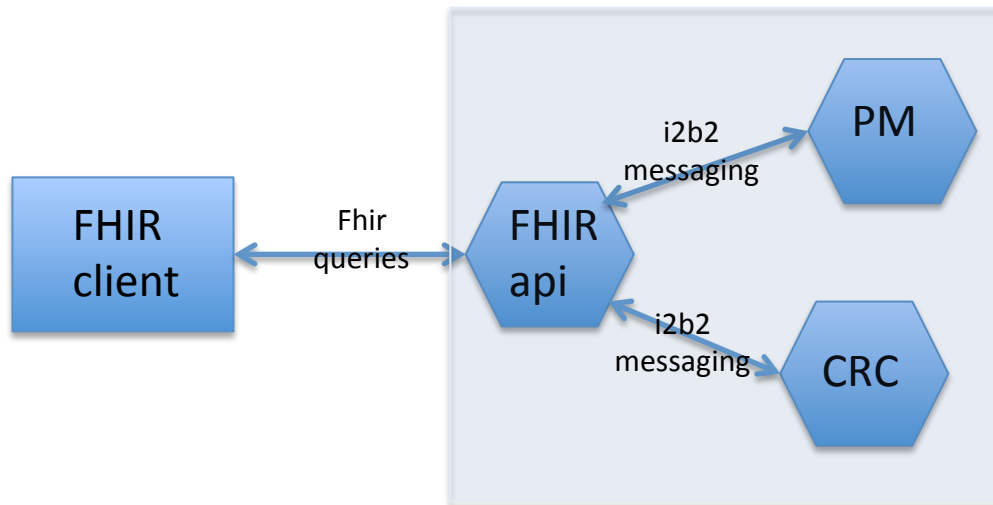 FHIR
client
Fhir
queries
FHIR
api
i2b2
messaging
PM
i2b2
messaging
CRC